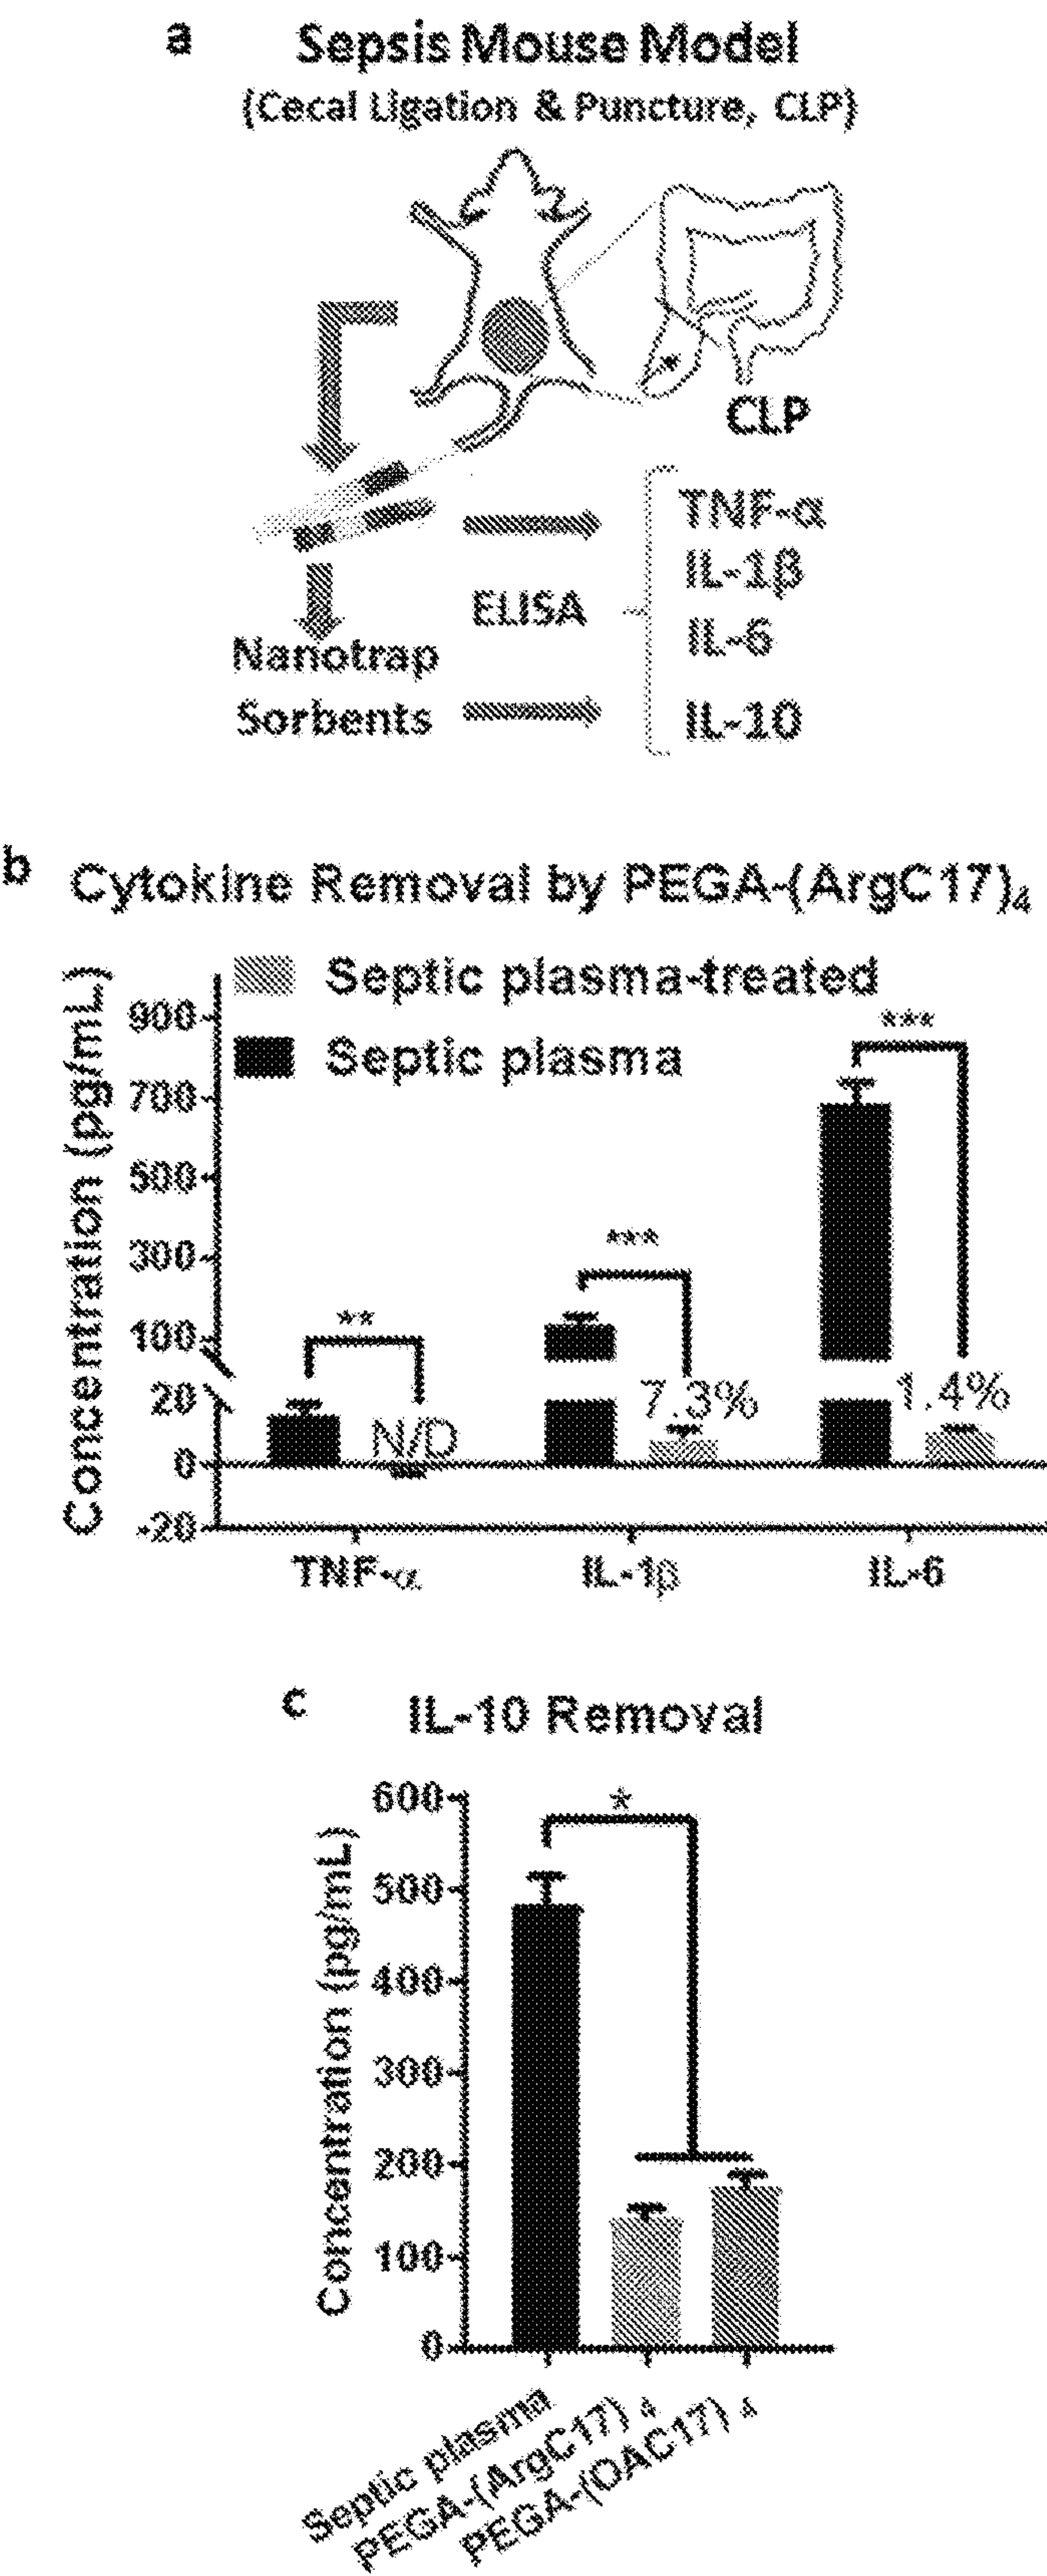 a
Sepsis Mouse Model
(Cecal Ligation & Puncture, CLP)
CLP
TNF-α
IL-1β
ELISA
IL-6
Nanotrap
Sorbents
IL-10
b
Cytokine Removal by PEGA-(ArgC17)4
Septic plasma-treated
Septic plasma
Concentration (pg/mL)
900
700
500
300
100
20
0
-20
**
N/D
***
7.3%
***
1.4%
TNF-α
IL-1β
IL-6
c
IL-10 Removal
Concentration (pg/mL)
600
500
400
300
200
100
0
*
Septic plasma
PEGA-(ArgC17)4
PEGA-(OAC17)4